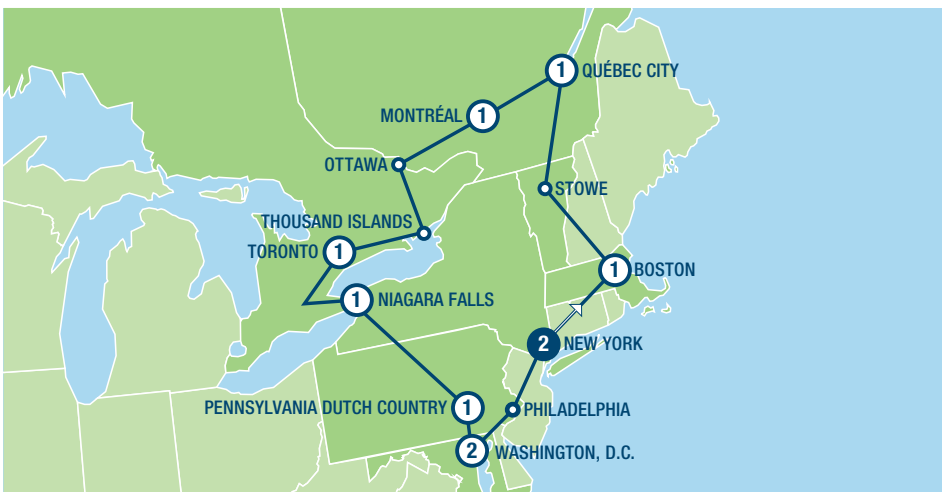 1 QUÉBEC CITY
MONTRÉAL 1
OTTAWA
STOWE
THOUSAND ISLANDS
TORONTO 1
1 BOSTON
1 NIAGARA FALLS
2 NEW YORK
PENNSYLVANIA DUTCH COUNTRY 1
PHILADELPHIA
2 WASHINGTON, D.C.